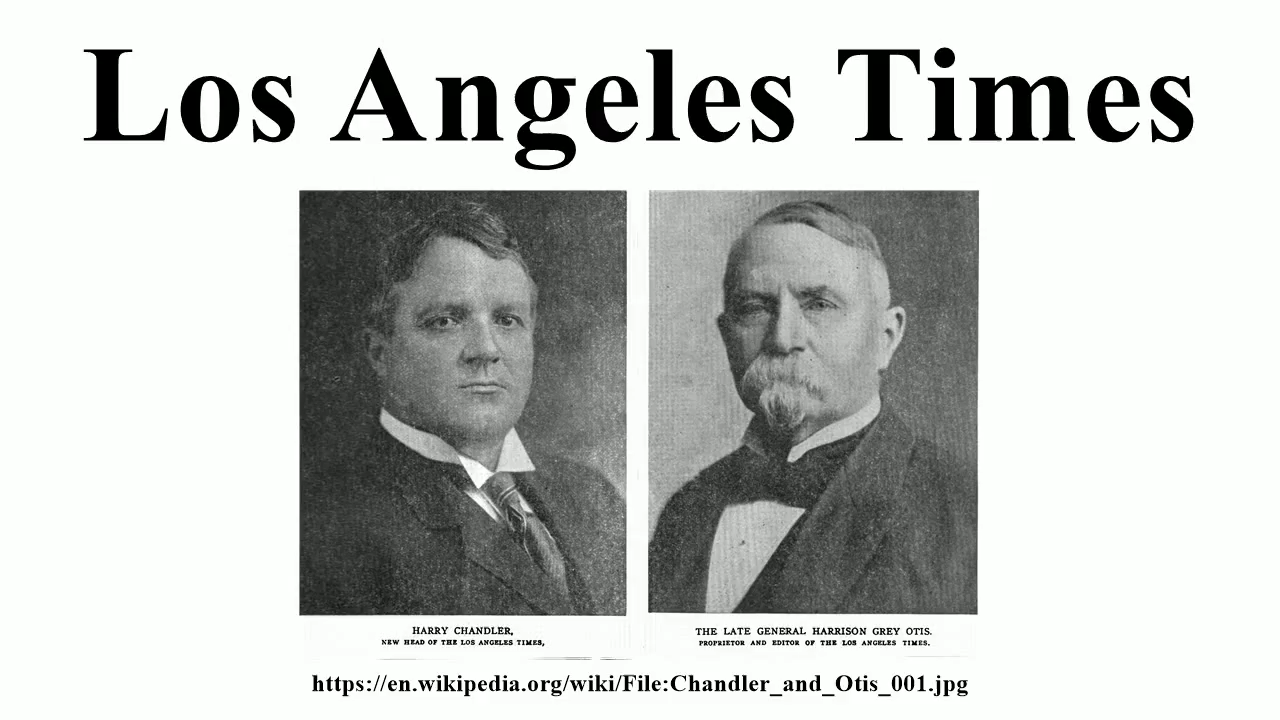 Los Angeles Times
HARRY CHANDLER,
NEW HEAD OF THE LOS ANGELES TIMES,
THE LATE GENERAL HARRISON GREY OTIS.
PROPRIETOR AND EDITOR OF THE LOS ANGELES TIMES.
https://en.wikipedia.org/wiki/File:Chandler_and_Otis_001.jpg